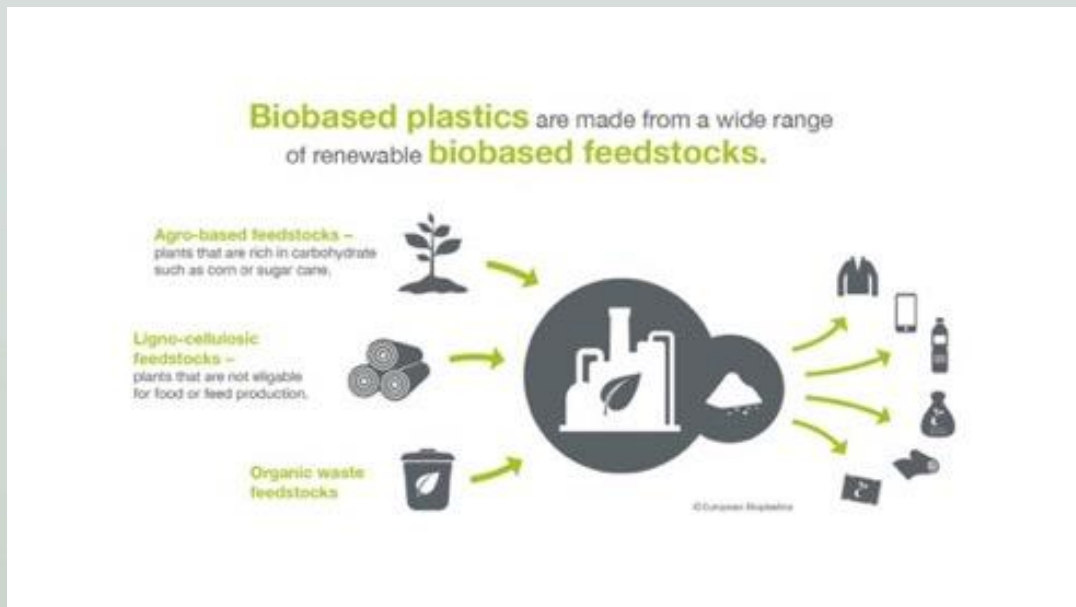 Biobased plastics are made from a wide range
of renewable biobased feedstocks.
Agro-based feedstocks –
plants that are rich in carbohydrate
such as corn or sugar cane.
Ligno-cellulosic
feedstocks –
plants that are not eligable
for food or feed production.
Organic waste
feedstocks
© European Bioplastics